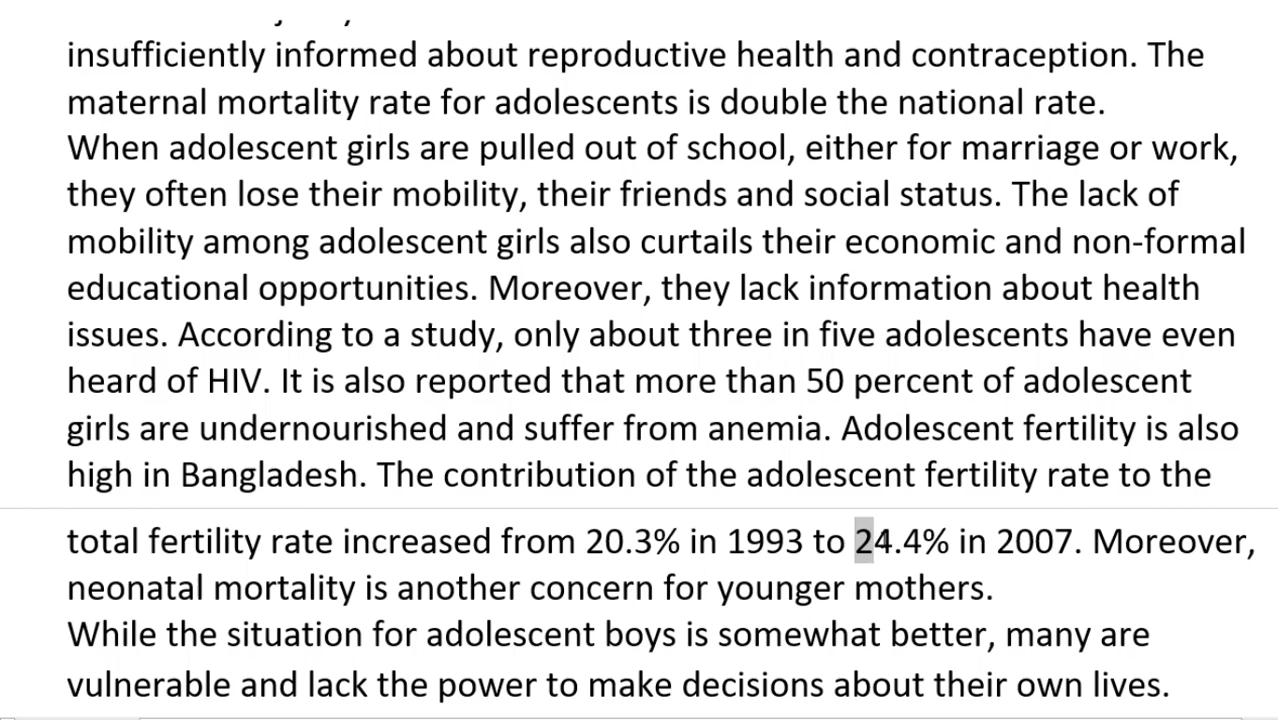 insufficiently informed about reproductive health and contraception. The
maternal mortality rate for adolescents is double the national rate.
When adolescent girls are pulled out of school, either for marriage or work,
they often lose their mobility, their friends and social status. The lack of
mobility among adolescent girls also curtails their economic and non-formal
educational opportunities. Moreover, they lack information about health
issues. According to a study, only about three in five adolescents have even
heard of HIV. It is also reported that more than 50 percent of adolescent
girls are undernourished and suffer from anemia. Adolescent fertility is also
high in Bangladesh. The contribution of the adolescent fertility rate to the
total fertility rate increased from 20.3% in 1993 to 24.4% in 2007. Moreover,
neonatal mortality is another concern for younger mothers.
While the situation for adolescent boys is somewhat better, many are
vulnerable and lack the power to make decisions about their own lives.